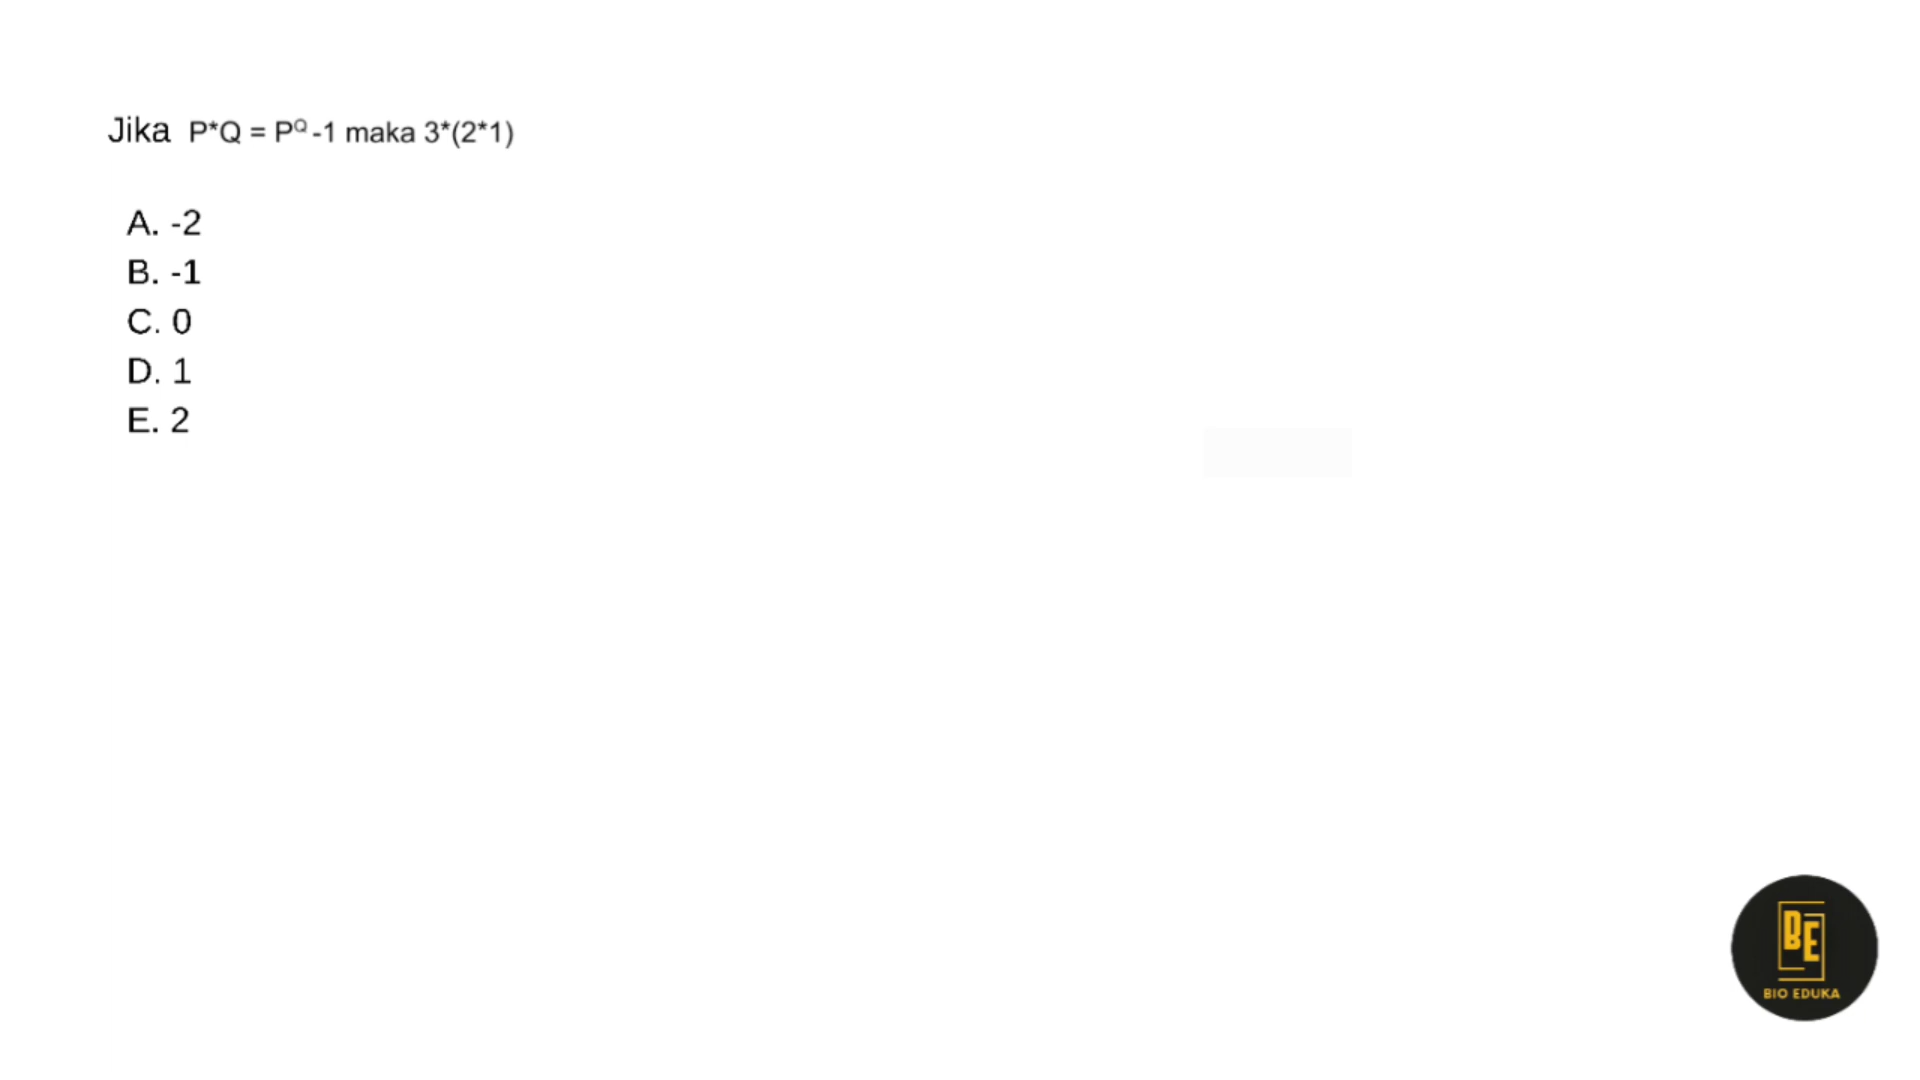 Jika P*Q = P^Q -1 maka 3*(2*1)
A. -2
B. -1
C. 0
D. 1
E. 2
BE
BIO EDUKA